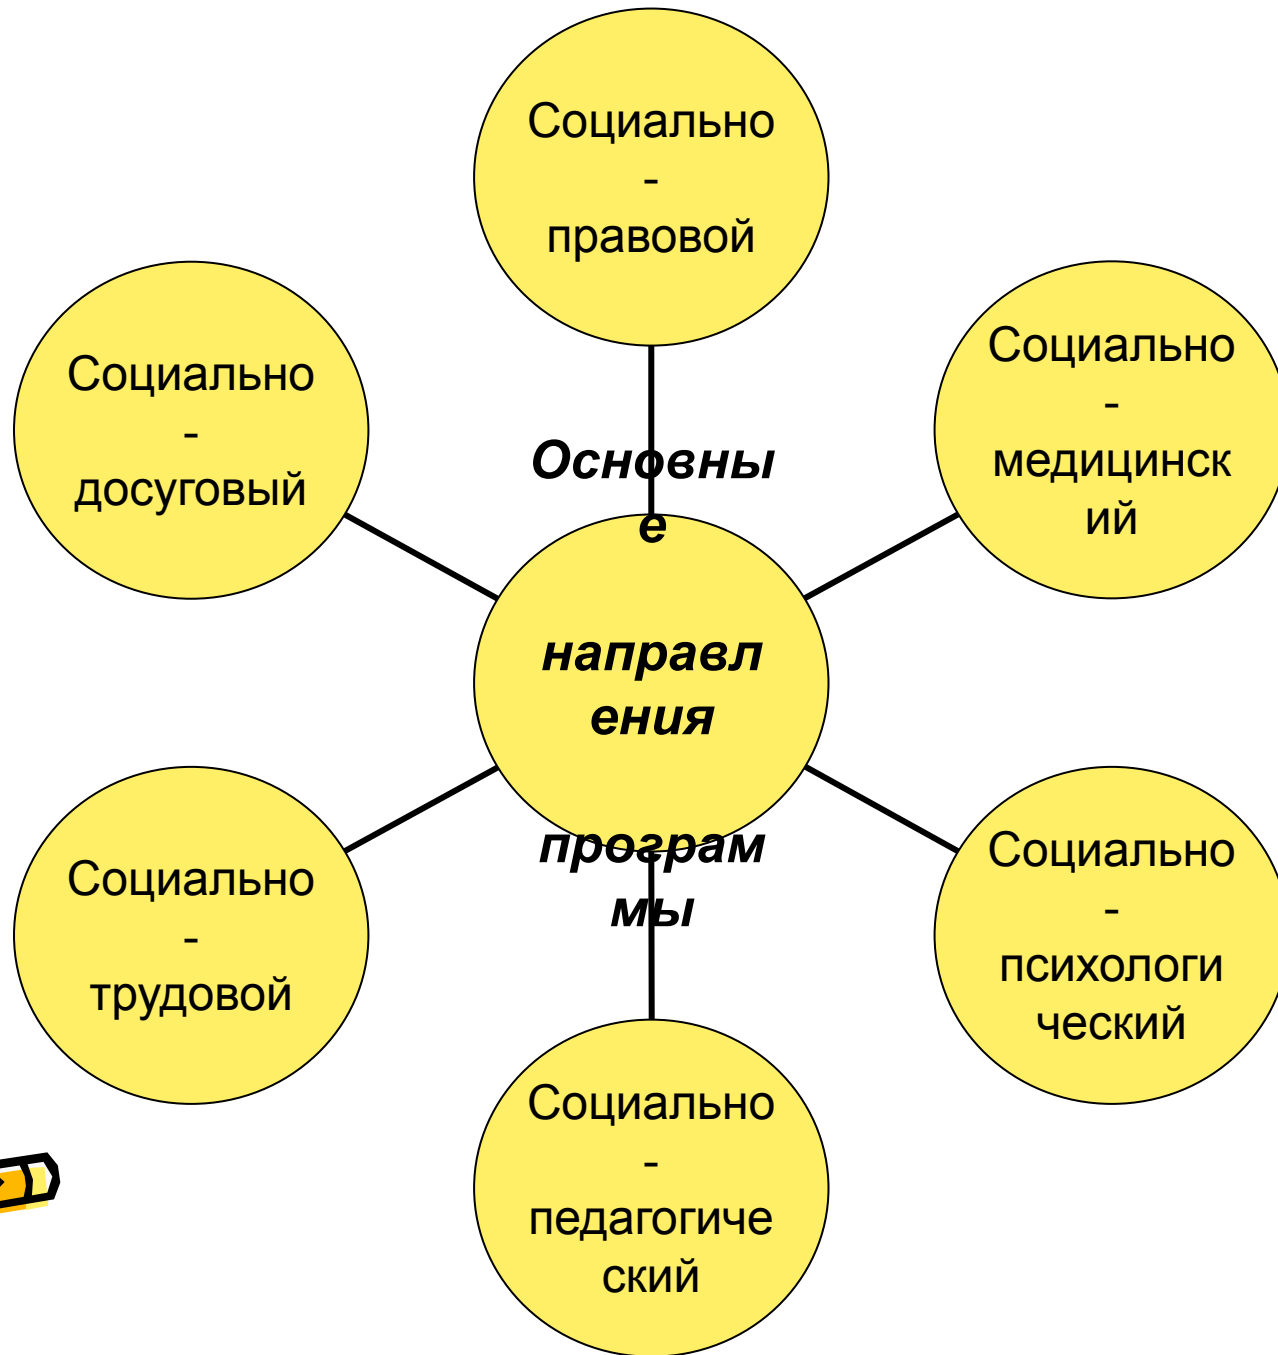 Социально
-
правовой
Социально
-
досуговый
Социально
-
медицинск
ий
Основны
е
направл
ения
програм
мы
Социально
-
трудовой
Социально
-
психологи
ческий
Социально
-
педагогиче
ский